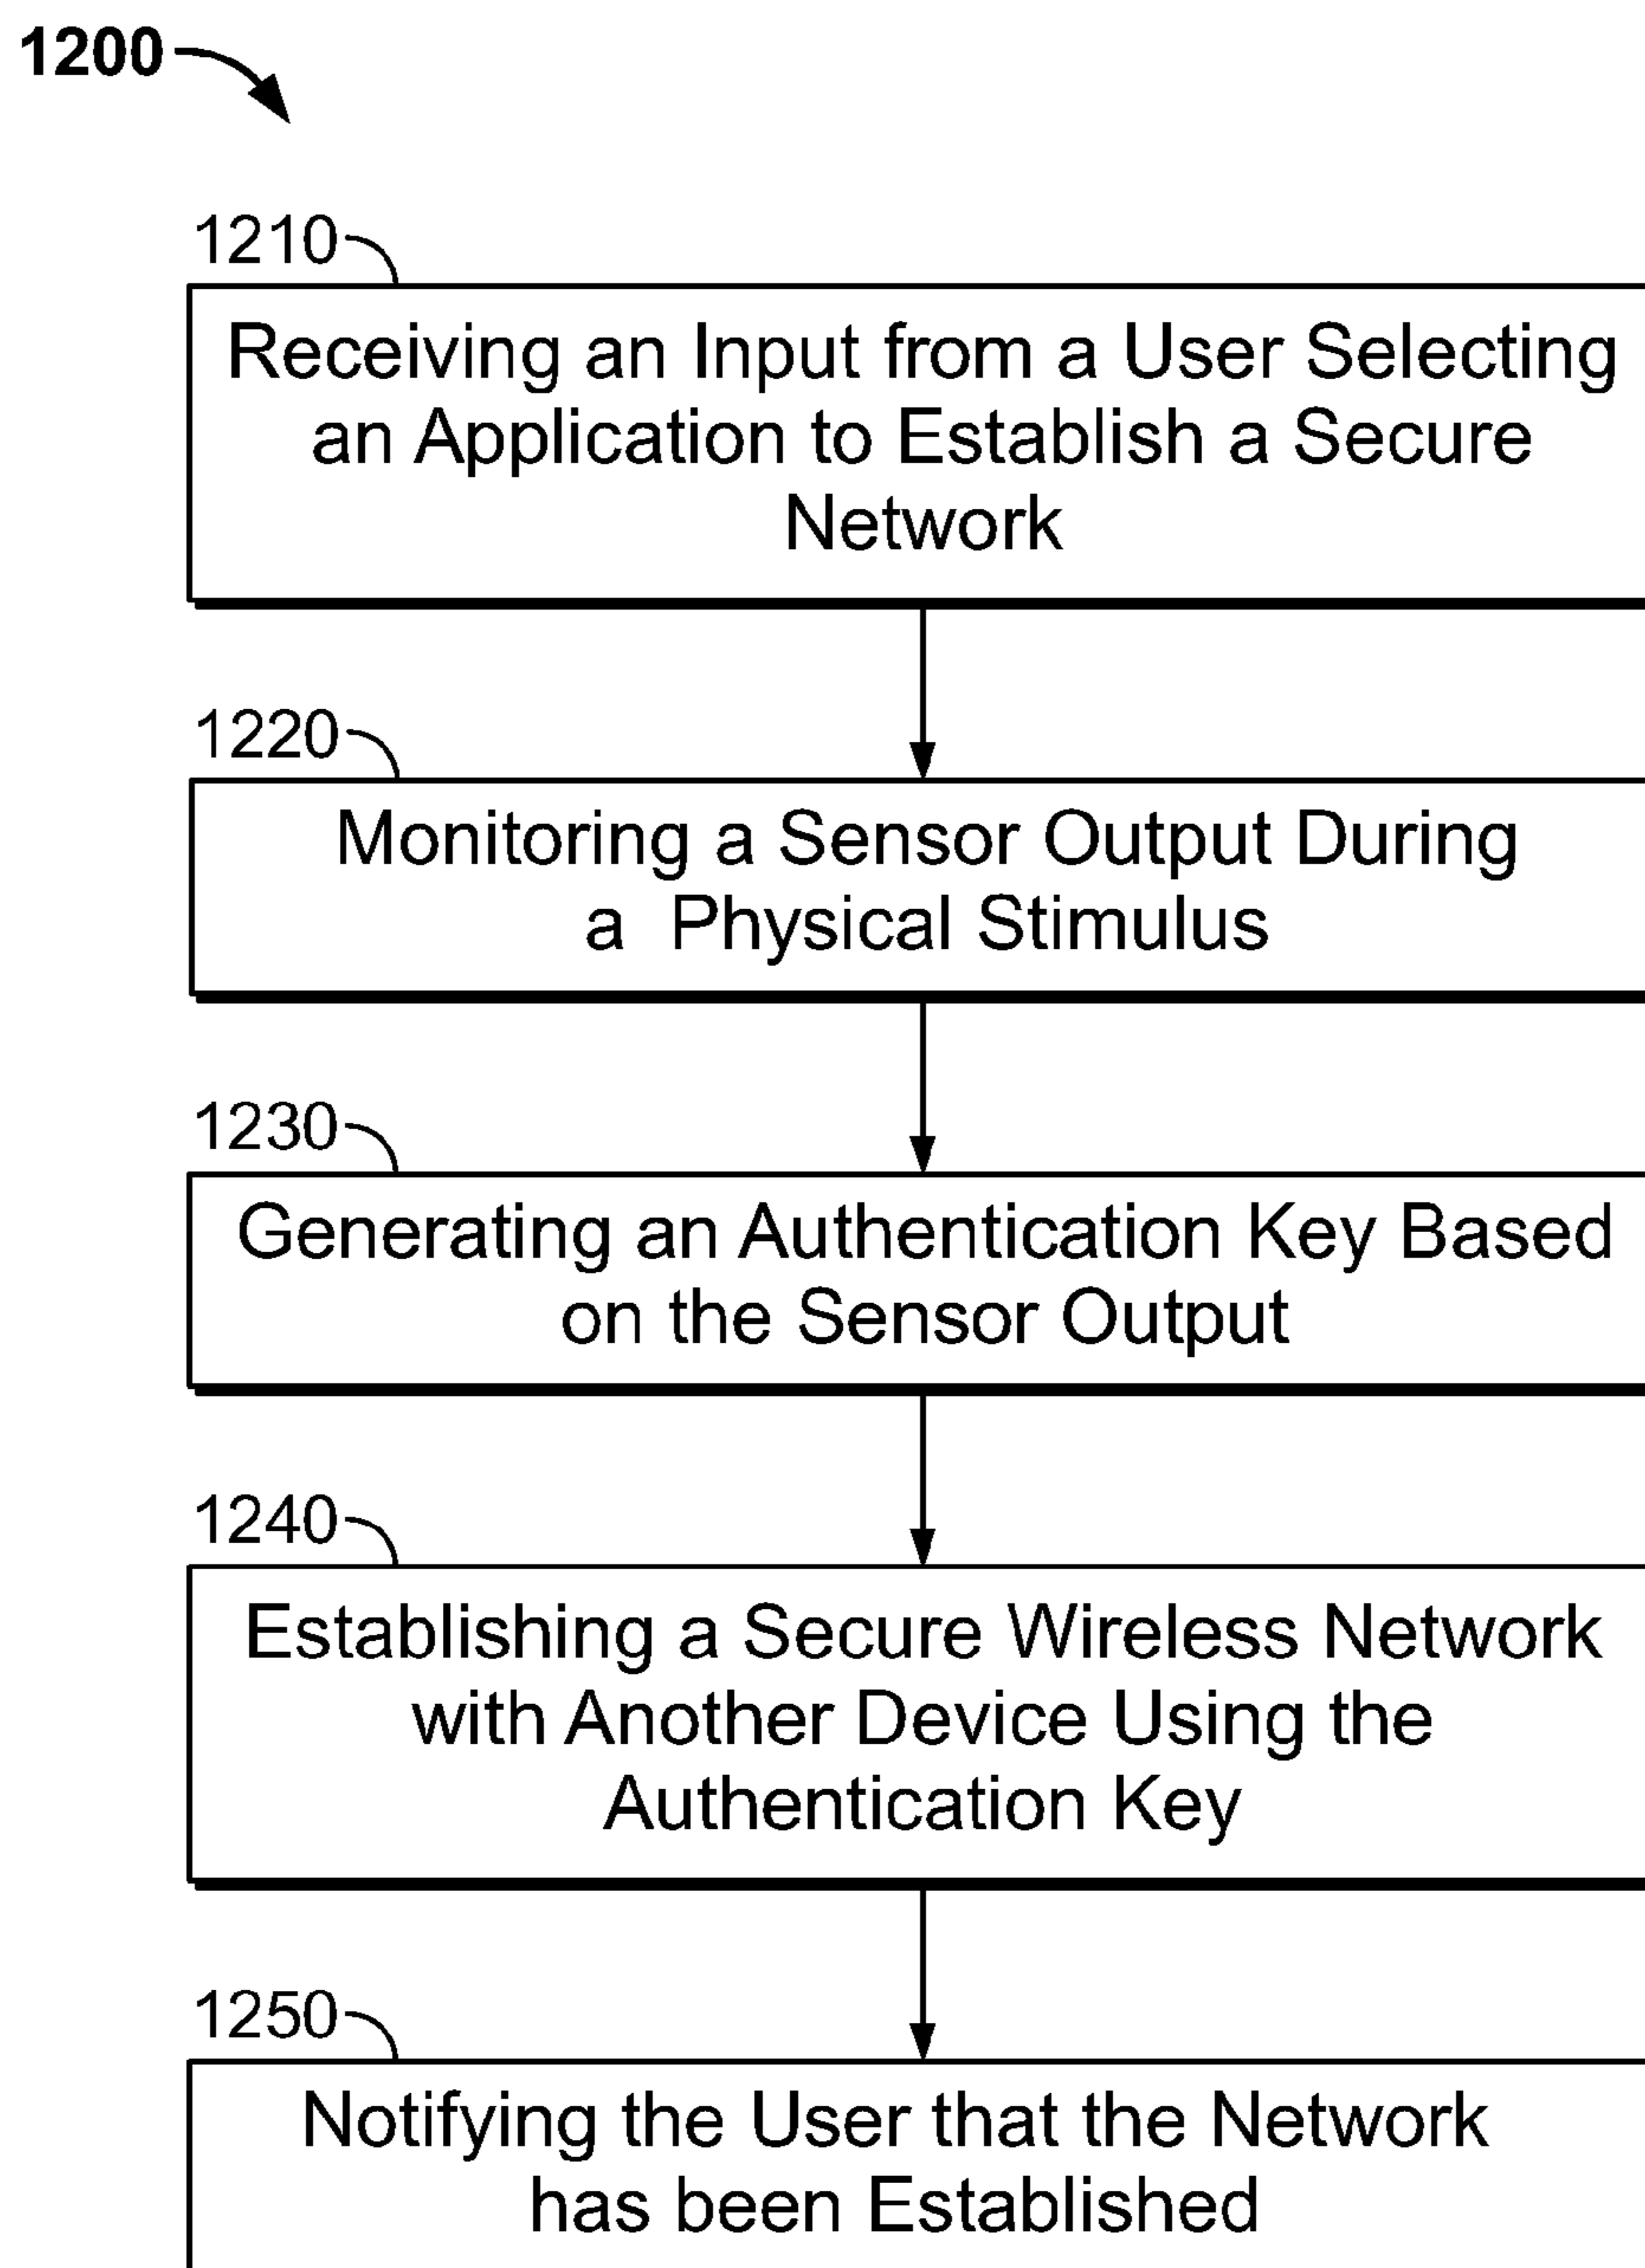 1200
1210
Receiving an Input from a User Selecting
an Application to Establish a Secure
Network
1220
Monitoring a Sensor Output During
a Physical Stimulus
1230
Generating an Authentication Key Based
on the Sensor Output
1240
Establishing a Secure Wireless Network
with Another Device Using the
Authentication Key
1250
Notifying the User that the Network
has been Established